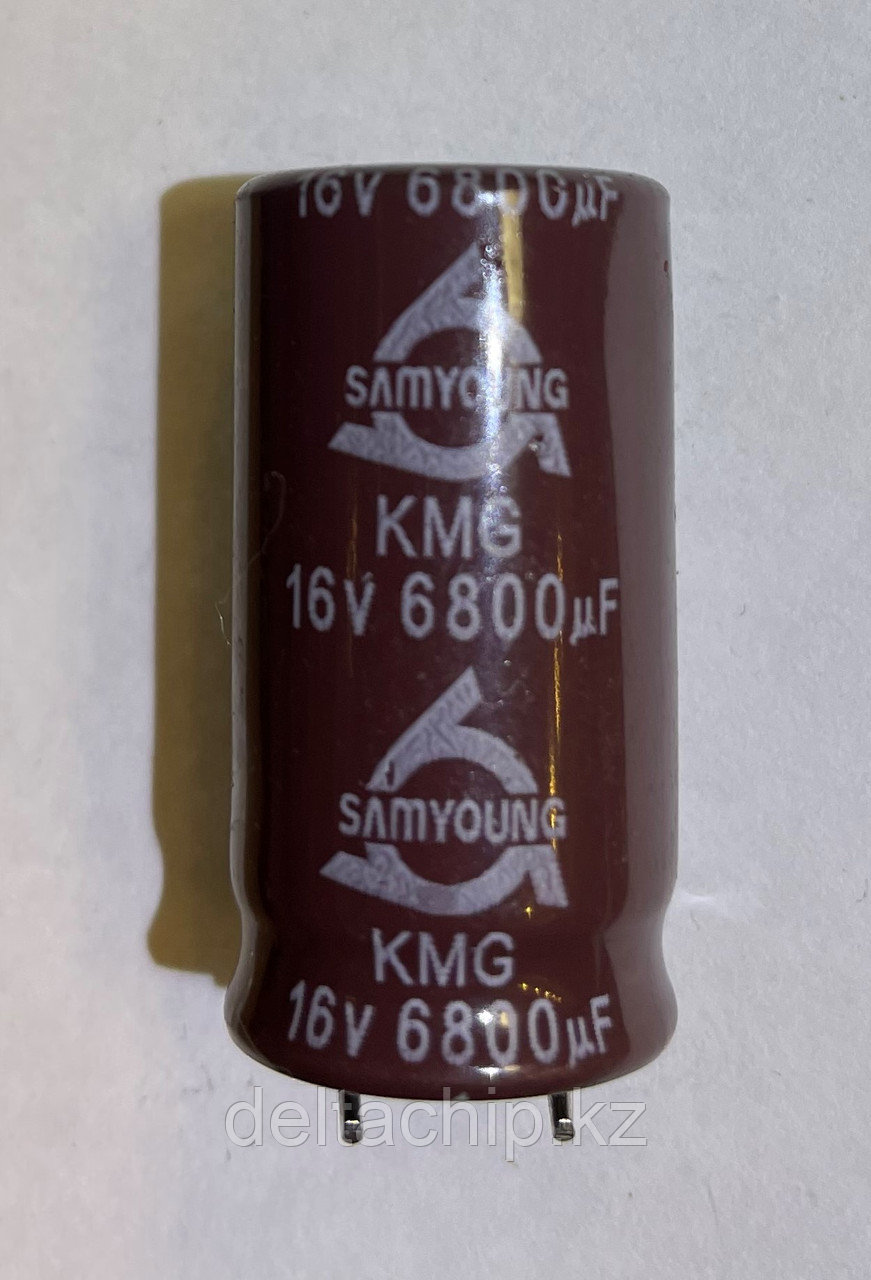 16V 6800µF
SAMYOUNG
KMG
16V 6800µF
SAMYOUNG
KMG
16V 6800µF
deltachip.kz